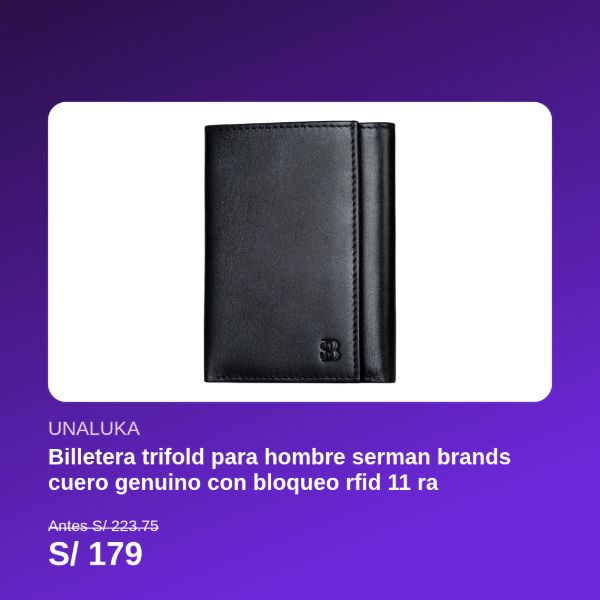 UNALUKA
Billetera trifold para hombre serman brands
cuero genuino con bloqueo rfid 11 ra
Antes S/ 223.75
S/ 179